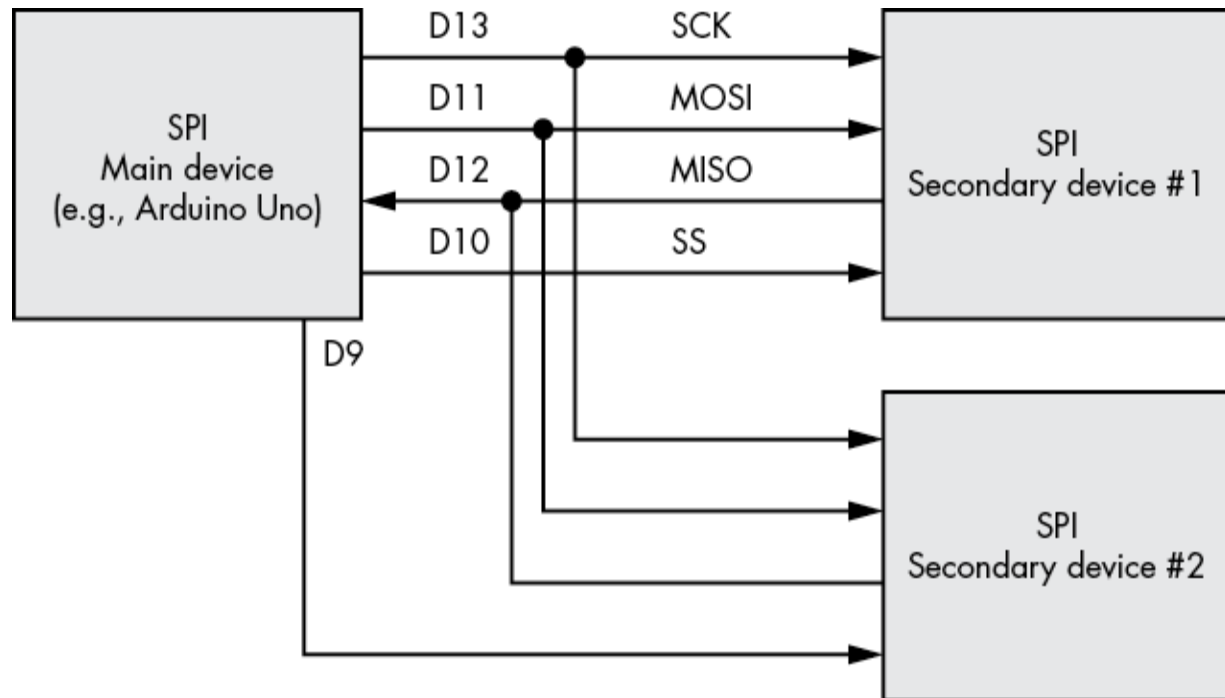 D13
SCK
D11
MOSI
SPI
Main device
(e.g., Arduino Uno)
D12
MISO
SPI
Secondary device #1
D10
SS
D9
SPI
Secondary device #2